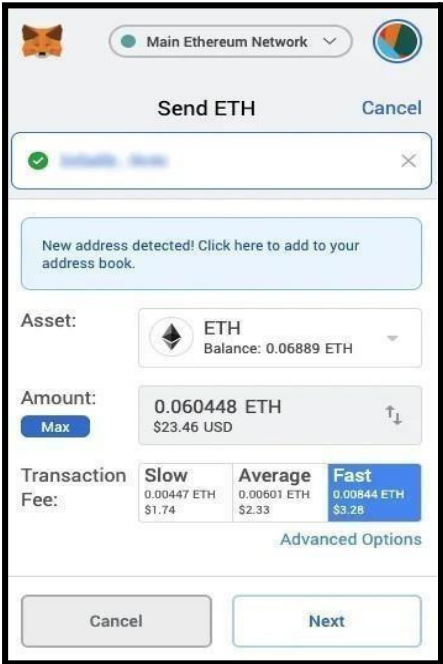 Main Ethereum Network
Send ETH
Cancel
New address detected! Click here to add to your
address book.
Asset:
ETH
Balance: 0.06889 ETH
Amount:
Max
0.060448 ETH
$23.46 USD
Transaction
Fee:
Slow
0.00447 ETH
$1.74
Average
0.00601 ETH
$2.33
Fast
0.00844 ETH
$3.28
Advanced Options
Cancel
Next